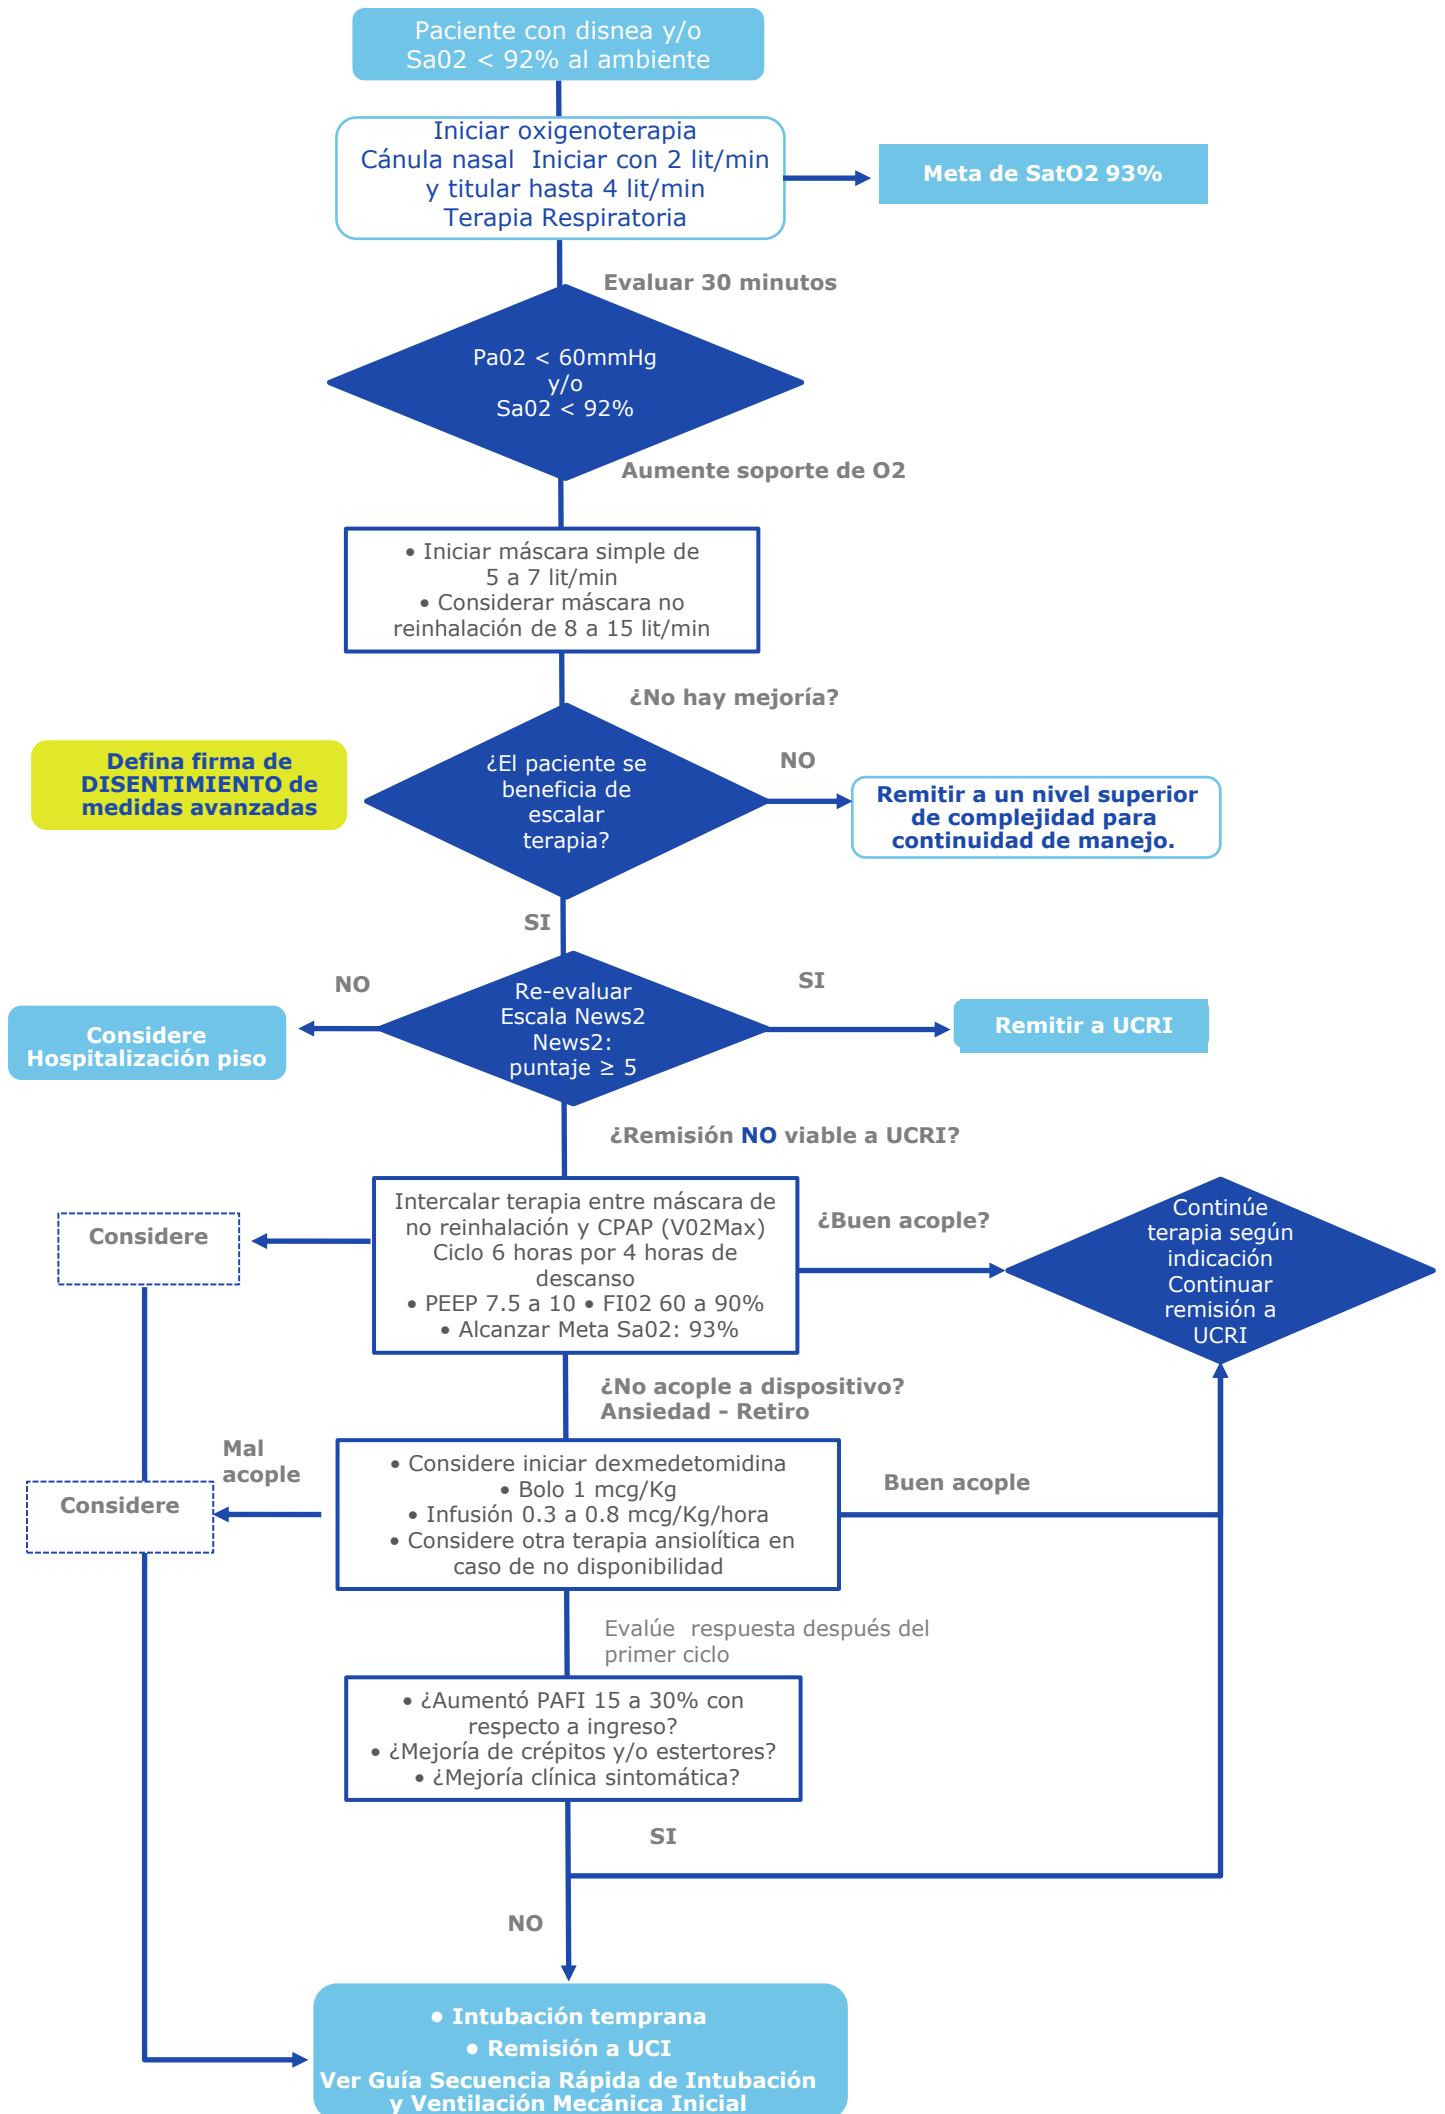 Paciente con disnea y/o
Sa02 < 92% al ambiente
Iniciar oxigenoterapia
Cánula nasal  Iniciar con 2 lit/min
y titular hasta 4 lit/min
Terapia Respiratoria
Meta de SatO2 93%
Evaluar 30 minutos
Pa02 < 60mmHg
y/o
Sa02 < 92%
Aumente soporte de O2
• Iniciar máscara simple de
5 a 7 lit/min
• Considerar máscara no
reinhalación de 8 a 15 lit/min
¿No hay mejoría?
Defina firma de
DISENTIMIENTO de
medidas avanzadas
¿El paciente se
beneficia de
escalar
terapia?
NO
Remitir a un nivel superior
de complejidad para
continuidad de manejo.
SI
NO
Re-evaluar
Escala News2
News2:
puntaje ≥ 5
SI
Considere
Hospitalización piso
Remitir a UCRI
¿Remisión NO viable a UCRI?
Considere
Intercalar terapia entre máscara de
no reinhalación y CPAP (V02Max)
Ciclo 6 horas por 4 horas de
descanso
• PEEP 7.5 a 10 • FI02 60 a 90%
• Alcanzar Meta Sa02: 93%
¿Buen acople?
Continúe
terapia según
indicación
Continuar
remisión a
UCRI
¿No acople a dispositivo?
Ansiedad - Retiro
Mal
acople
Considere
• Considere iniciar dexmedetomidina
• Bolo 1 mcg/Kg
• Infusión 0.3 a 0.8 mcg/Kg/hora
• Considere otra terapia ansiolítica en
caso de no disponibilidad
Buen acople
Evalúe  respuesta después del
primer ciclo
• ¿Aumentó PAFI 15 a 30% con
respecto a ingreso?
• ¿Mejoría de crépitos y/o estertores?
• ¿Mejoría clínica sintomática?
SI
NO
• Intubación temprana
• Remisión a UCI
Ver Guía Secuencia Rápida de Intubación
y Ventilación Mecánica Inicial